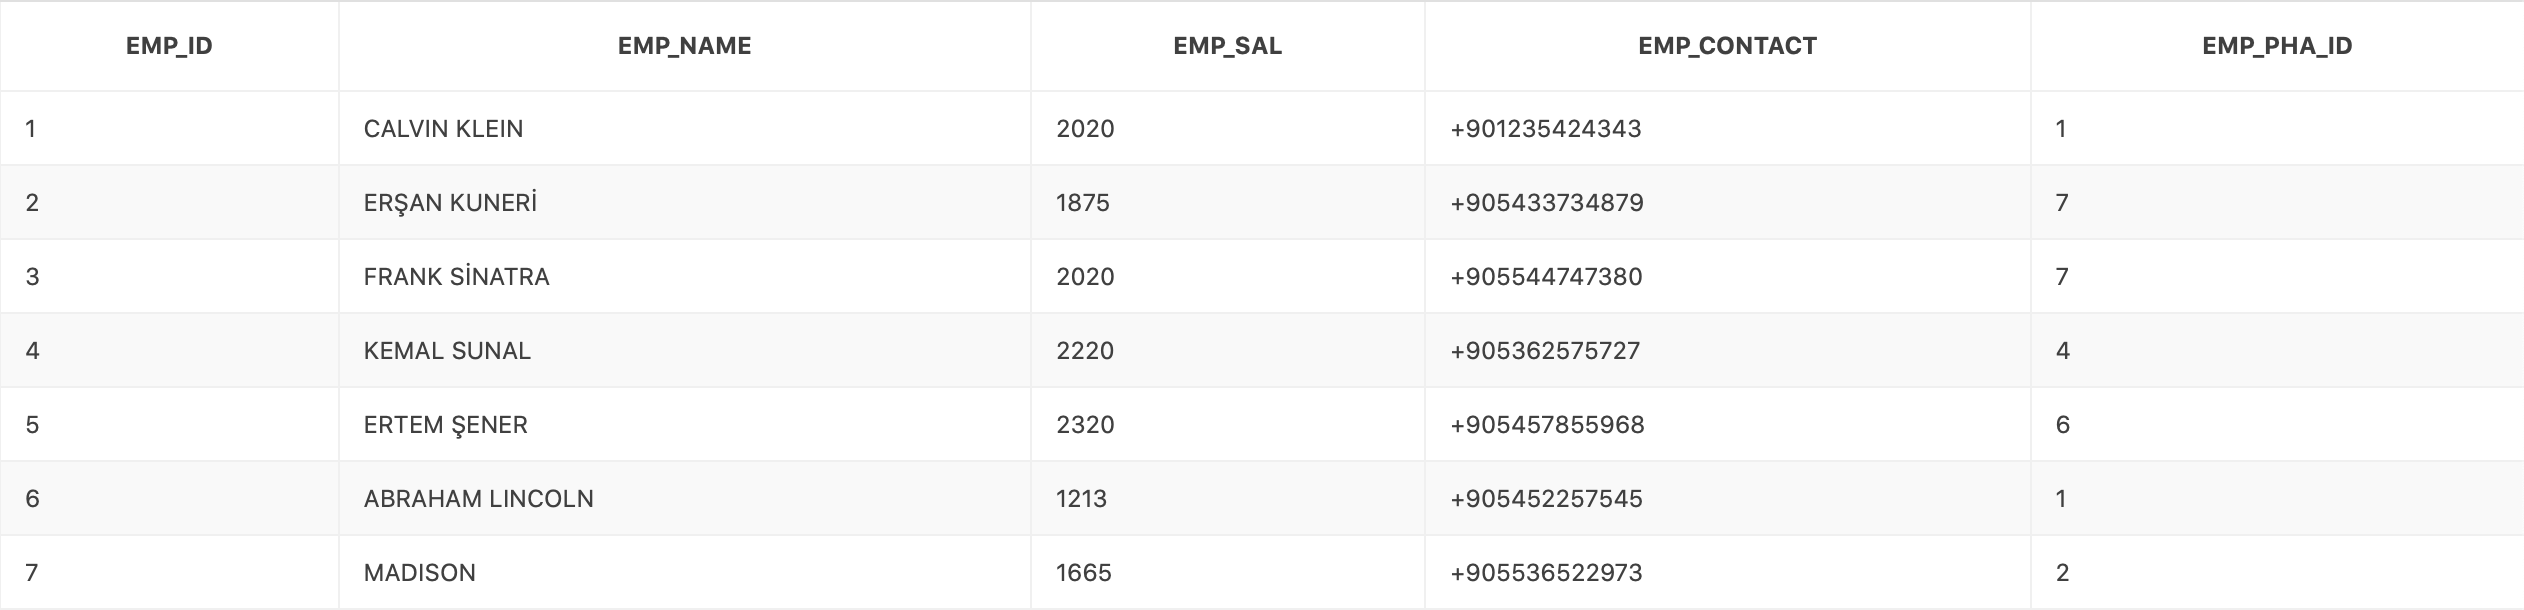 EMP_ID EMP_NAME EMP_SAL EMP_CONTACT EMP_PHA_ID
1 CALVIN KLEIN 2020 +901235424343 1
2 ERŞAN KUNERİ 1875 +905433734879 7
3 FRANK SİNATRA 2020 +905544747380 7
4 KEMAL SUNAL 2220 +905362575727 4
5 ERTEM ŞENER 2320 +905457855968 6
6 ABRAHAM LINCOLN 1213 +905452257545 1
7 MADISON 1665 +905536522973 2